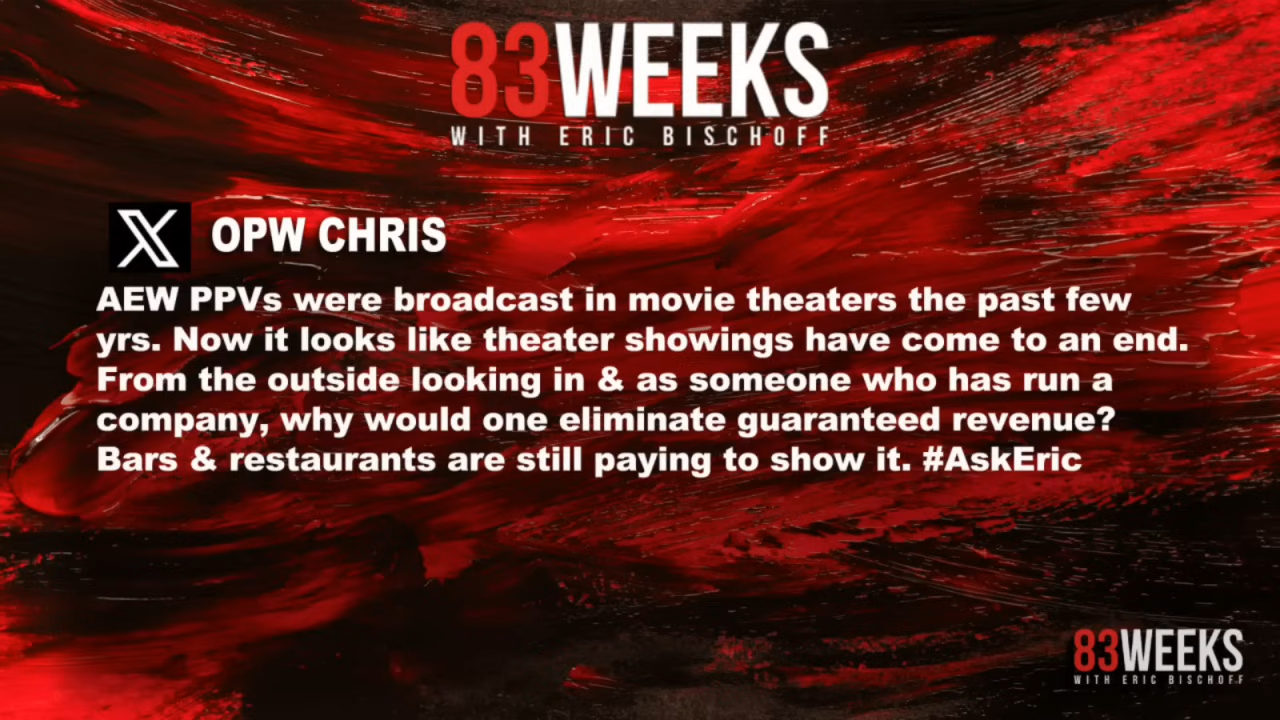 83WEEKS
WITH ERIC BISCHOFF
X OPW CHRIS
AEW PPVs were broadcast in movie theaters the past few
yrs. Now it looks like theater showings have come to an end.
From the outside looking in & as someone who has run a
company, why would one eliminate guaranteed revenue?
Bars & restaurants are still paying to show it. #AskEric
83WEEKS
WITH ERIC BISCHOFF